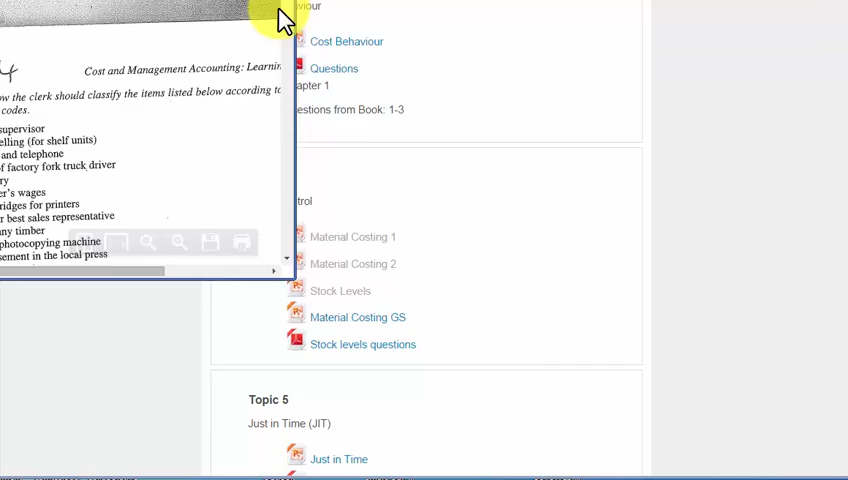 viour
Cost Behaviour
Questions
apter 1
estions from Book: 1-3
4
Cost and Management Accounting: Learnin
ow the clerk should classify the items listed below according to
codes.
supervisor
elling (for shelf units)
and telephone
of factory fork truck driver
ry
er's wages
ridges for printers
r best sales representative
any timber
photocopying machine
sement in the local press
trol
Material Costing 1
Material Costing 2
Stock Levels
Material Costing GS
Stock levels questions
Topic 5
Just in Time (JIT)
Just in Time